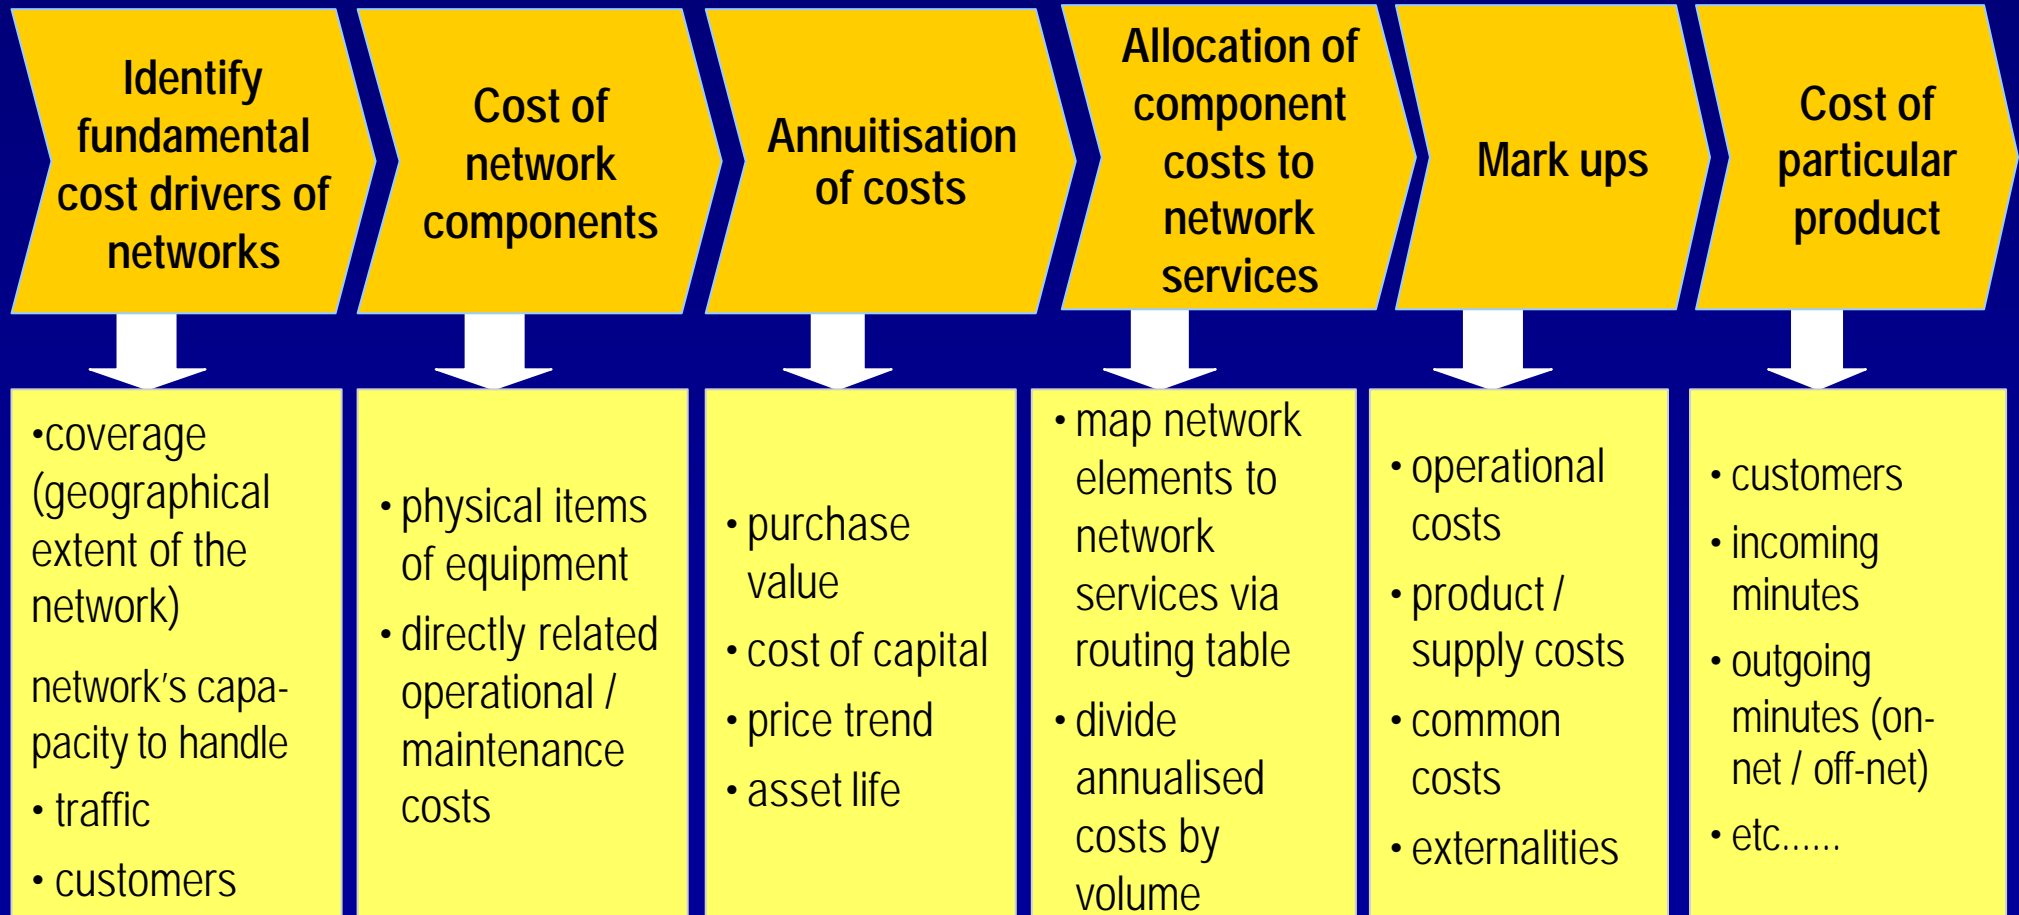 Identify
fundamental
cost drivers of
networks
Cost of
network
components
Annuitisation
of costs
Allocation of
component
costs to
network
services
Mark ups
Cost of
particular
product
•coverage
(geographical
extent of the
network)
network's capa-
pacity to handle
• traffic
• customers
• physical items
of equipment
• directly related
operational /
maintenance
costs
• purchase
value
• cost of capital
• price trend
• asset life
• map network
elements to
network
services via
routing table
• divide
annualised
costs by
volume
• operational
costs
• product /
supply costs
• common
costs
• externalities
• customers
• incoming
minutes
• outgoing
minutes (on-
net / off-net)
• etc......